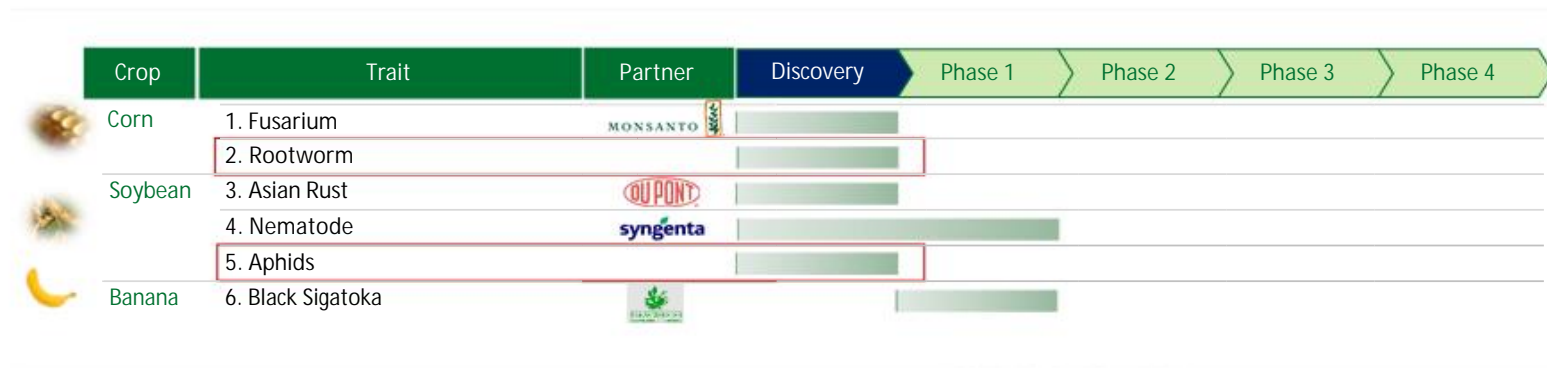 Crop Trait Partner Discovery Phase 1 Phase 2 Phase 3 Phase 4
Corn 1. Fusarium MONSANTO
2. Rootworm
Soybean 3. Asian Rust DUPONT
4. Nematode syngenta
5. Aphids
Banana 6. Black Sigatoka